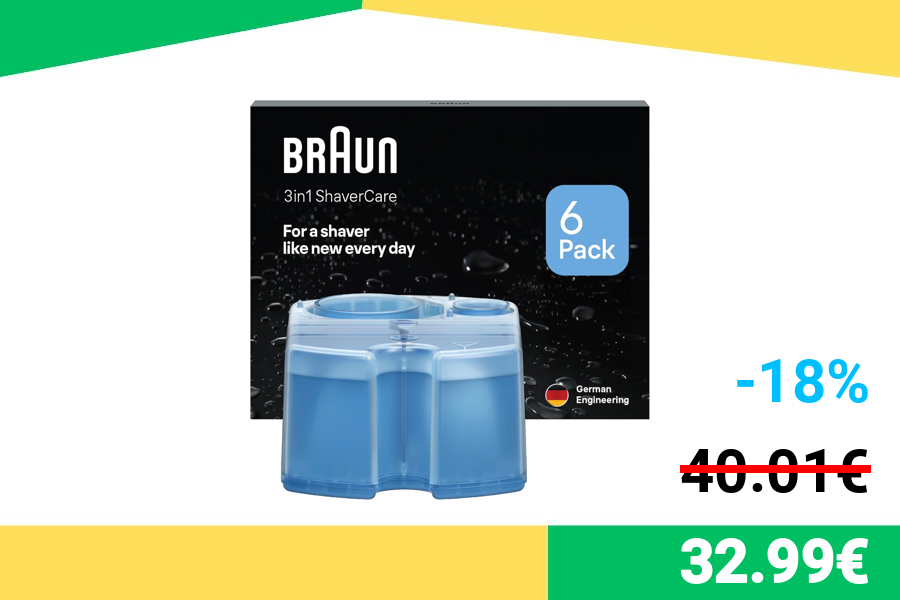 BRAUN
3in1 ShaverCare
For a shaver
like new every day
6
Pack
German
Engineering
-18%
40.01€
32.99€